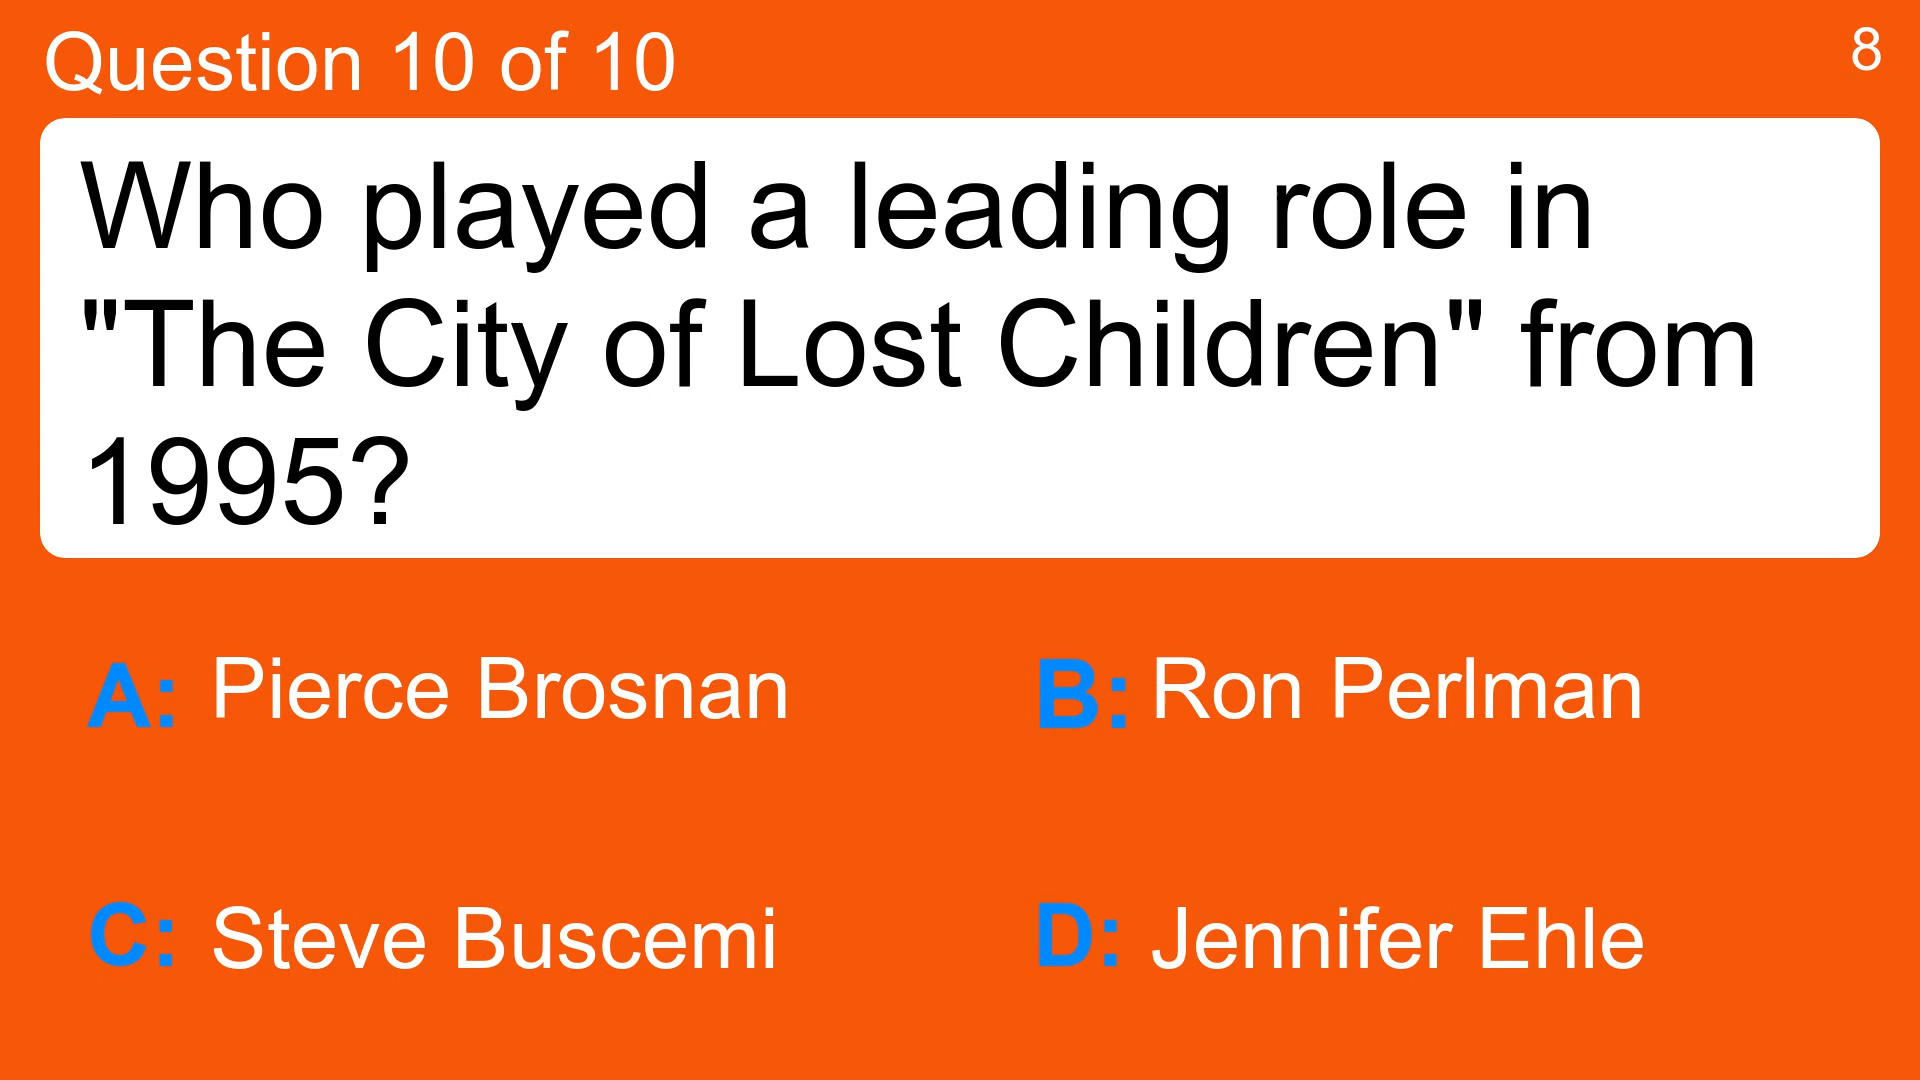 Question 10 of 10
8
Who played a leading role in
"The City of Lost Children" from
1995?
A: Pierce Brosnan
B: Ron Perlman
C: Steve Buscemi
D: Jennifer Ehle